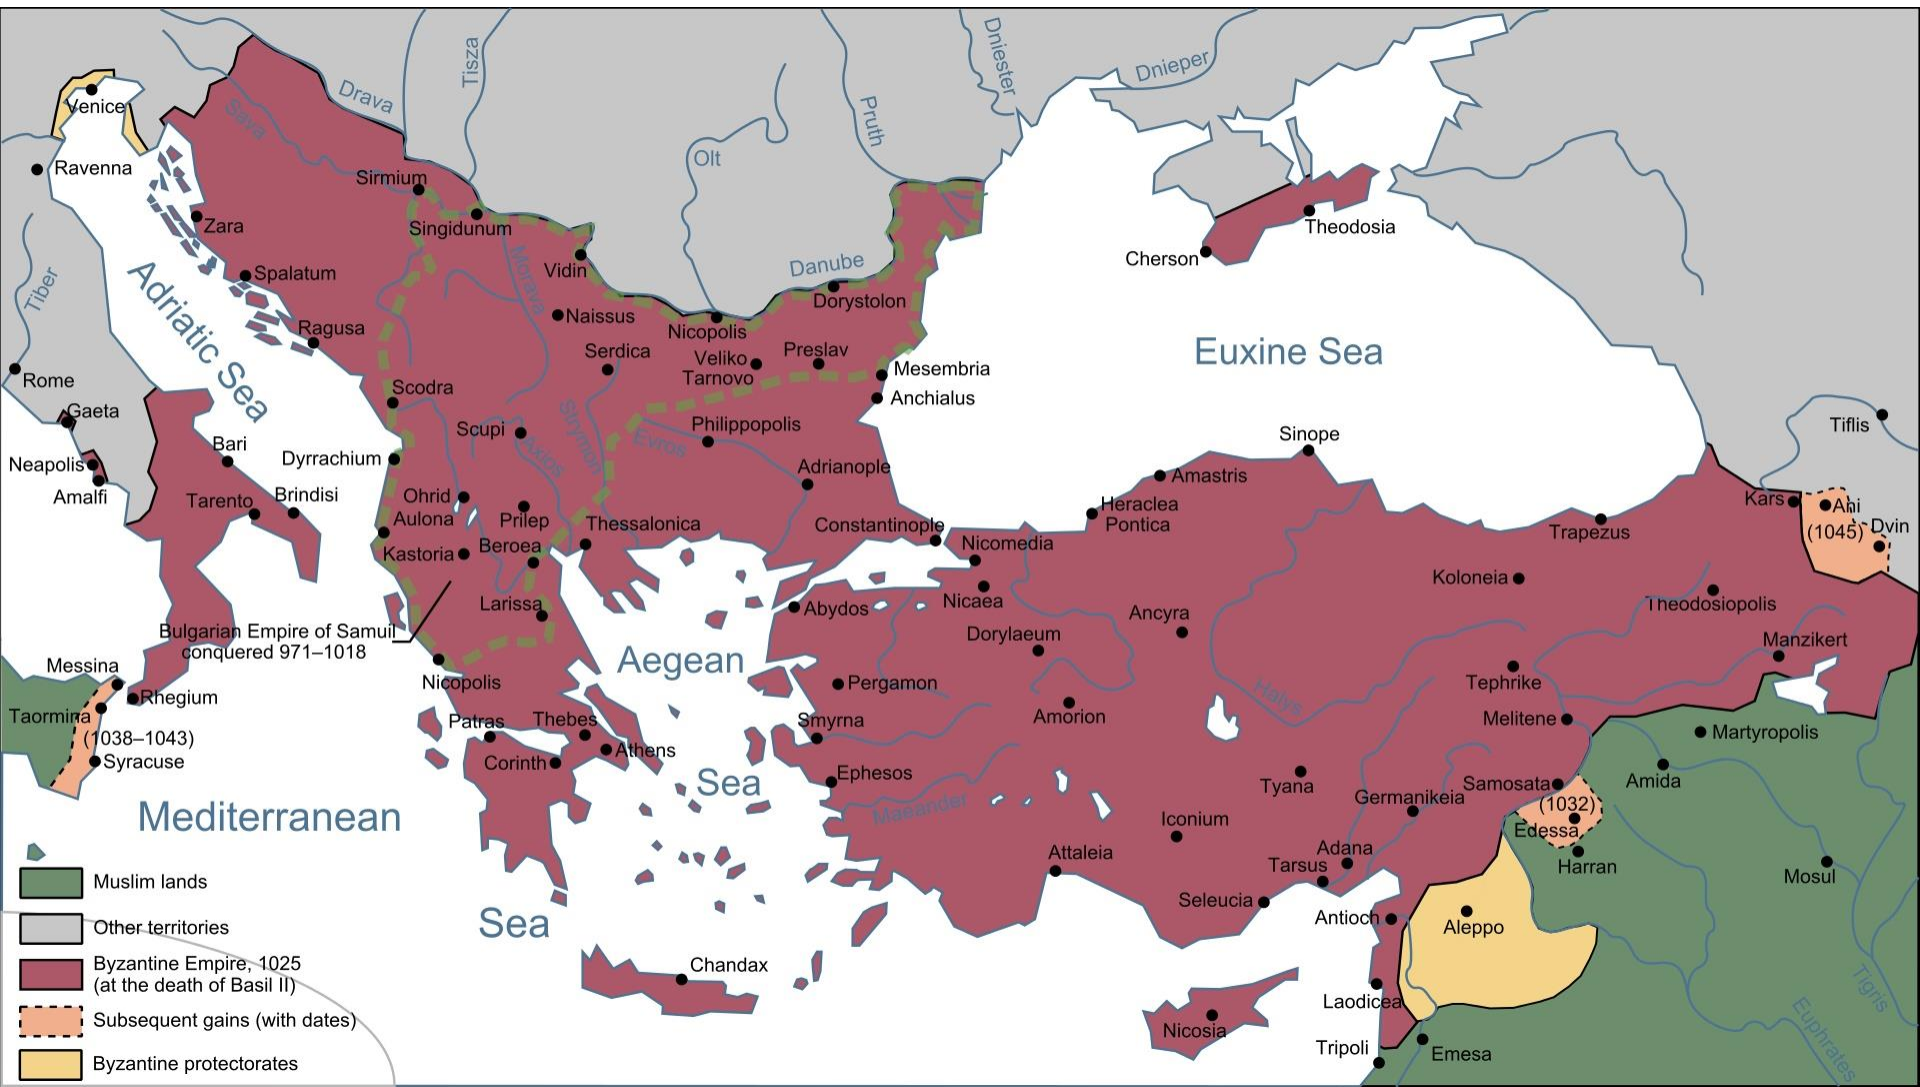 Venice
Ravenna
Tiber
Rome
Gaeta
Neapolis
Amalfi
Adriatic Sea
Drava
Sava
Tisza
Dniester
Dnieper
Pruth
Olt
Sirmium
Singidunum
Zara
Spalatum
Ragusa
Morava
Vidin
Danube
Dorystolon
Naissus
Nicopolis
Serdica
Veliko
Tarnovo
Preslav
Mesembria
Anchialus
Cherson
Theodosia
Euxine Sea
Tiflis
Scodra
Scupi
Axios
Strymon
Evros
Philippopolis
Adrianople
Bari
Tarento
Brindisi
Dyrrachium
Ohrid
Aulona
Prilep
Kastoria
Beroea
Thessalonica
Larissa
Constantinople
Sinope
Amastris
Heraclea
Pontica
Trapezus
Kars
Ani
(1045)
Dvin
Nicomedia
Nicaea
Abydos
Dorylaeum
Ancyra
Koloneia
Theodosiopolis
Manzikert
Bulgarian Empire of Samuil
conquered 971–1018
Nicopolis
Aegean
Sea
Messina
Rhegium
Taormina
(1038–1043)
Syracuse
Patras
Thebes
Athens
Corinth
Pergamon
Smyrna
Ephesos
Maeander
Amorion
Halys
Tephrike
Melitene
Martyropolis
Amida
Samosata
(1032)
Edessa
Harran
Mosul
Tyana
Germanikeia
Iconium
Attaleia
Adana
Tarsus
Seleucia
Antioch
Aleppo
Laodicea
Tripoli
Emesa
Tigris
Euphrates
Nicosia
Chandax
Mediterranean
Sea
Muslim lands
Other territories
Byzantine Empire, 1025
(at the death of Basil II)
Subsequent gains (with dates)
Byzantine protectorates